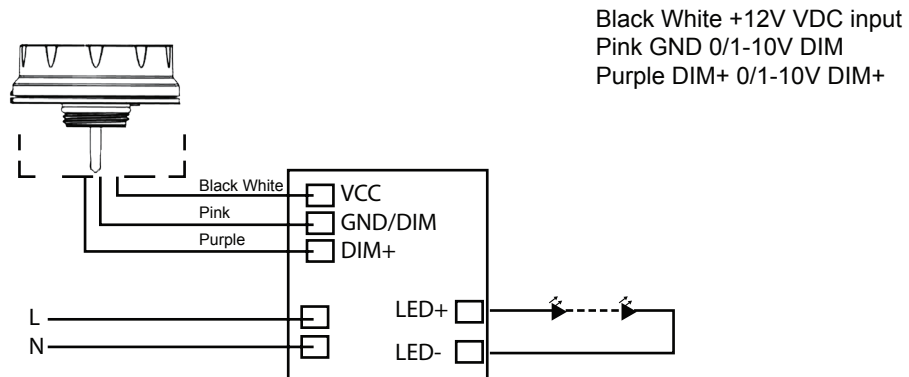 Black White +12V VDC input
Pink GND 0/1-10V DIM
Purple DIM+ 0/1-10V DIM+
Black White
VCC
Pink
GND/DIM
Purple
DIM+
L
LED+
N
LED-